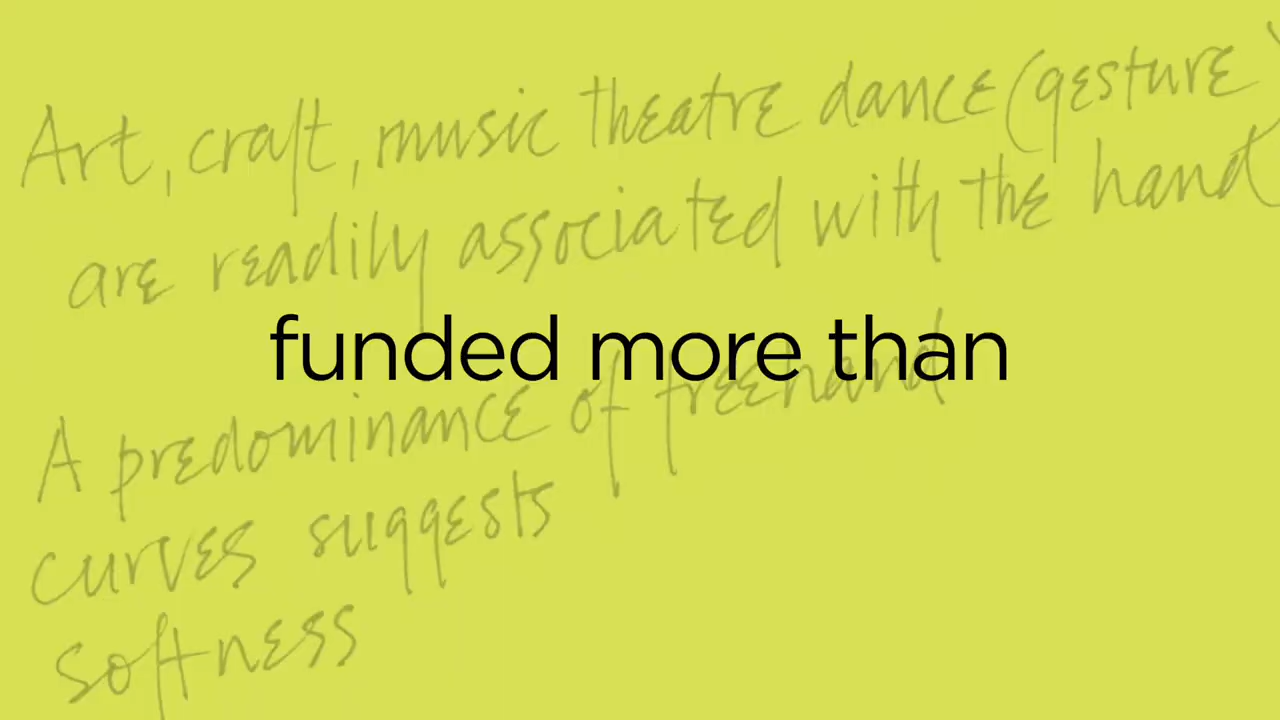 Art, craft, music theatre dance (gesture)
are readily associated with the hand
funded more than
A predominance of freehand
curves suggests
softness